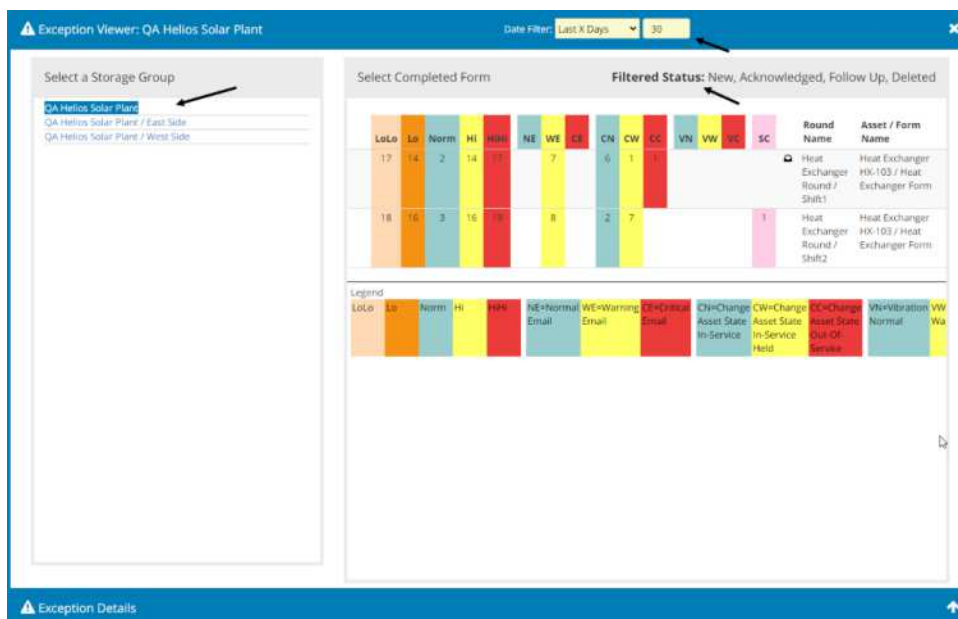 Exception Viewer: QA Helios Solar Plant
Date Filter: Last X Days 30
Select a Storage Group
QA Helios Solar Plant
QA Helios Solar Plant / East Side
QA Helios Solar Plant / West Side
Select Completed Form
Filtered Status: New, Acknowledged, Follow Up, Deleted
LoLo Lo Norm Hi HiHi NE WE CE CN CW CC VN VW VC SC Round Name Asset / Form Name
17 14 2 14 17 7 6 1 1 Heat Exchanger Round / Shift1 Heat Exchanger HX-103 / Heat Exchanger Form
18 16 3 16 8 2 7 1 Heat Exchanger Round / Shift2 Heat Exchanger HX-103 / Heat Exchanger Form
Legend
LoLo Lo Norm Hi HiHi NE=Normal Email WE=Warning Email CE=Critical Email CN=Change Asset State In-Service CW=Change Asset State In-Service Held CC=Change Asset State Out-Of-Service VN=Vibration Normal VW Wa
Exception Details